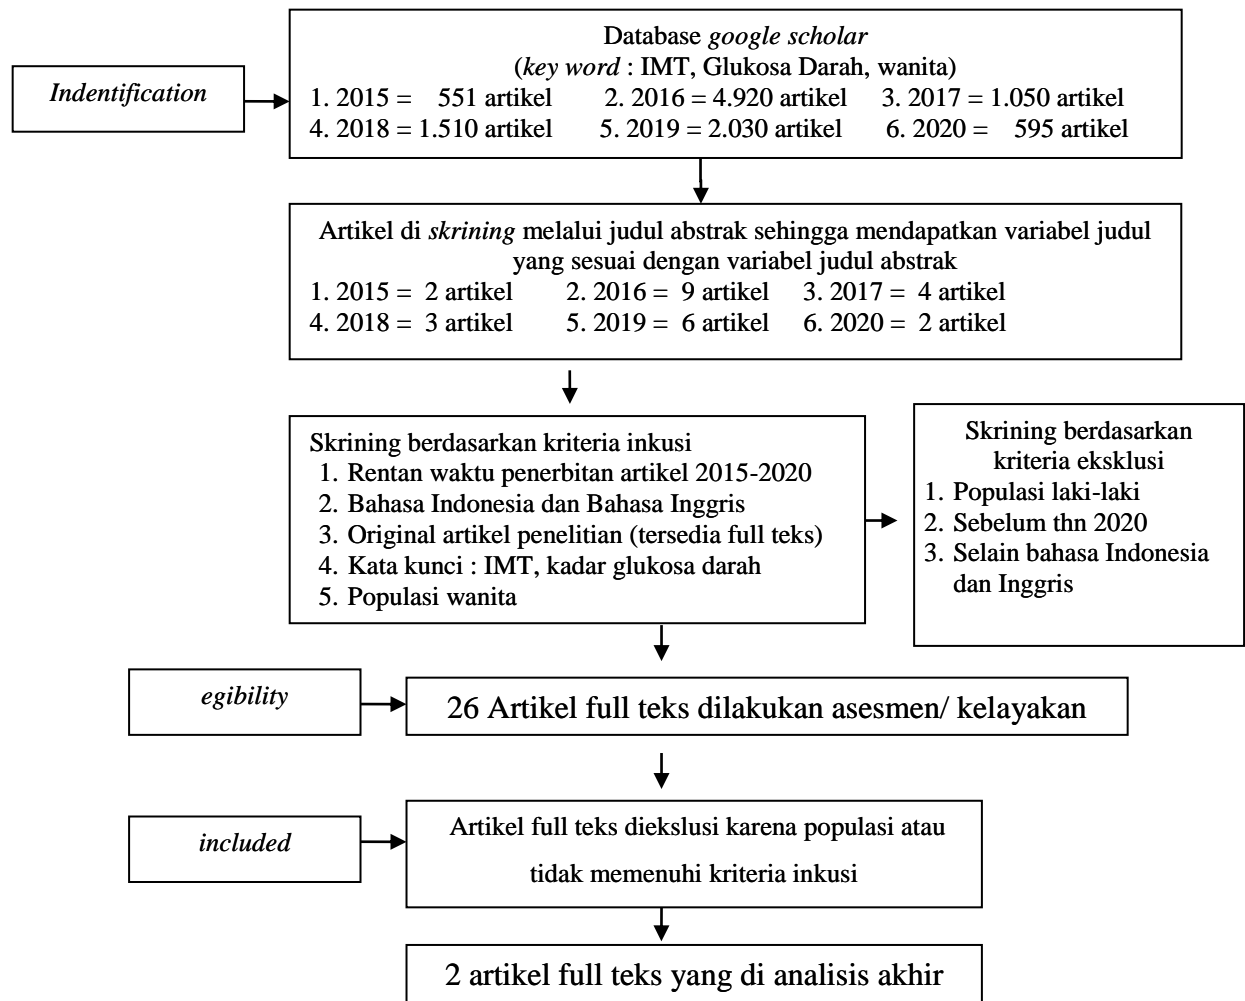 Database google scholar
(key word : IMT, Glukosa Darah, wanita)
Indentification
1. 2015 = 551 artikel 2. 2016 = 4.920 artikel 3. 2017 = 1.050 artikel
4. 2018 = 1.510 artikel 5. 2019 = 2.030 artikel 6. 2020 = 595 artikel
Artikel di skrining melalui judul abstrak sehingga mendapatkan variabel judul
yang sesuai dengan variabel judul abstrak
1. 2015 = 2 artikel 2. 2016 = 9 artikel 3. 2017 = 4 artikel
4. 2018 = 3 artikel 5. 2019 = 6 artikel 6. 2020 = 2 artikel
Skrining berdasarkan kriteria inkusi
1. Rentan waktu penerbitan artikel 2015-2020
2. Bahasa Indonesia dan Bahasa Inggris
3. Original artikel penelitian (tersedia full teks)
4. Kata kunci : IMT, kadar glukosa darah
5. Populasi wanita
Skrining berdasarkan
kriteria eksklusi
1. Populasi laki-laki
2. Sebelum thn 2020
3. Selain bahasa Indonesia
dan Inggris
egibility
26 Artikel full teks dilakukan asesmen/ kelayakan
included
Artikel full teks diekslusi karena populasi atau
tidak memenuhi kriteria inkusi
2 artikel full teks yang di analisis akhir